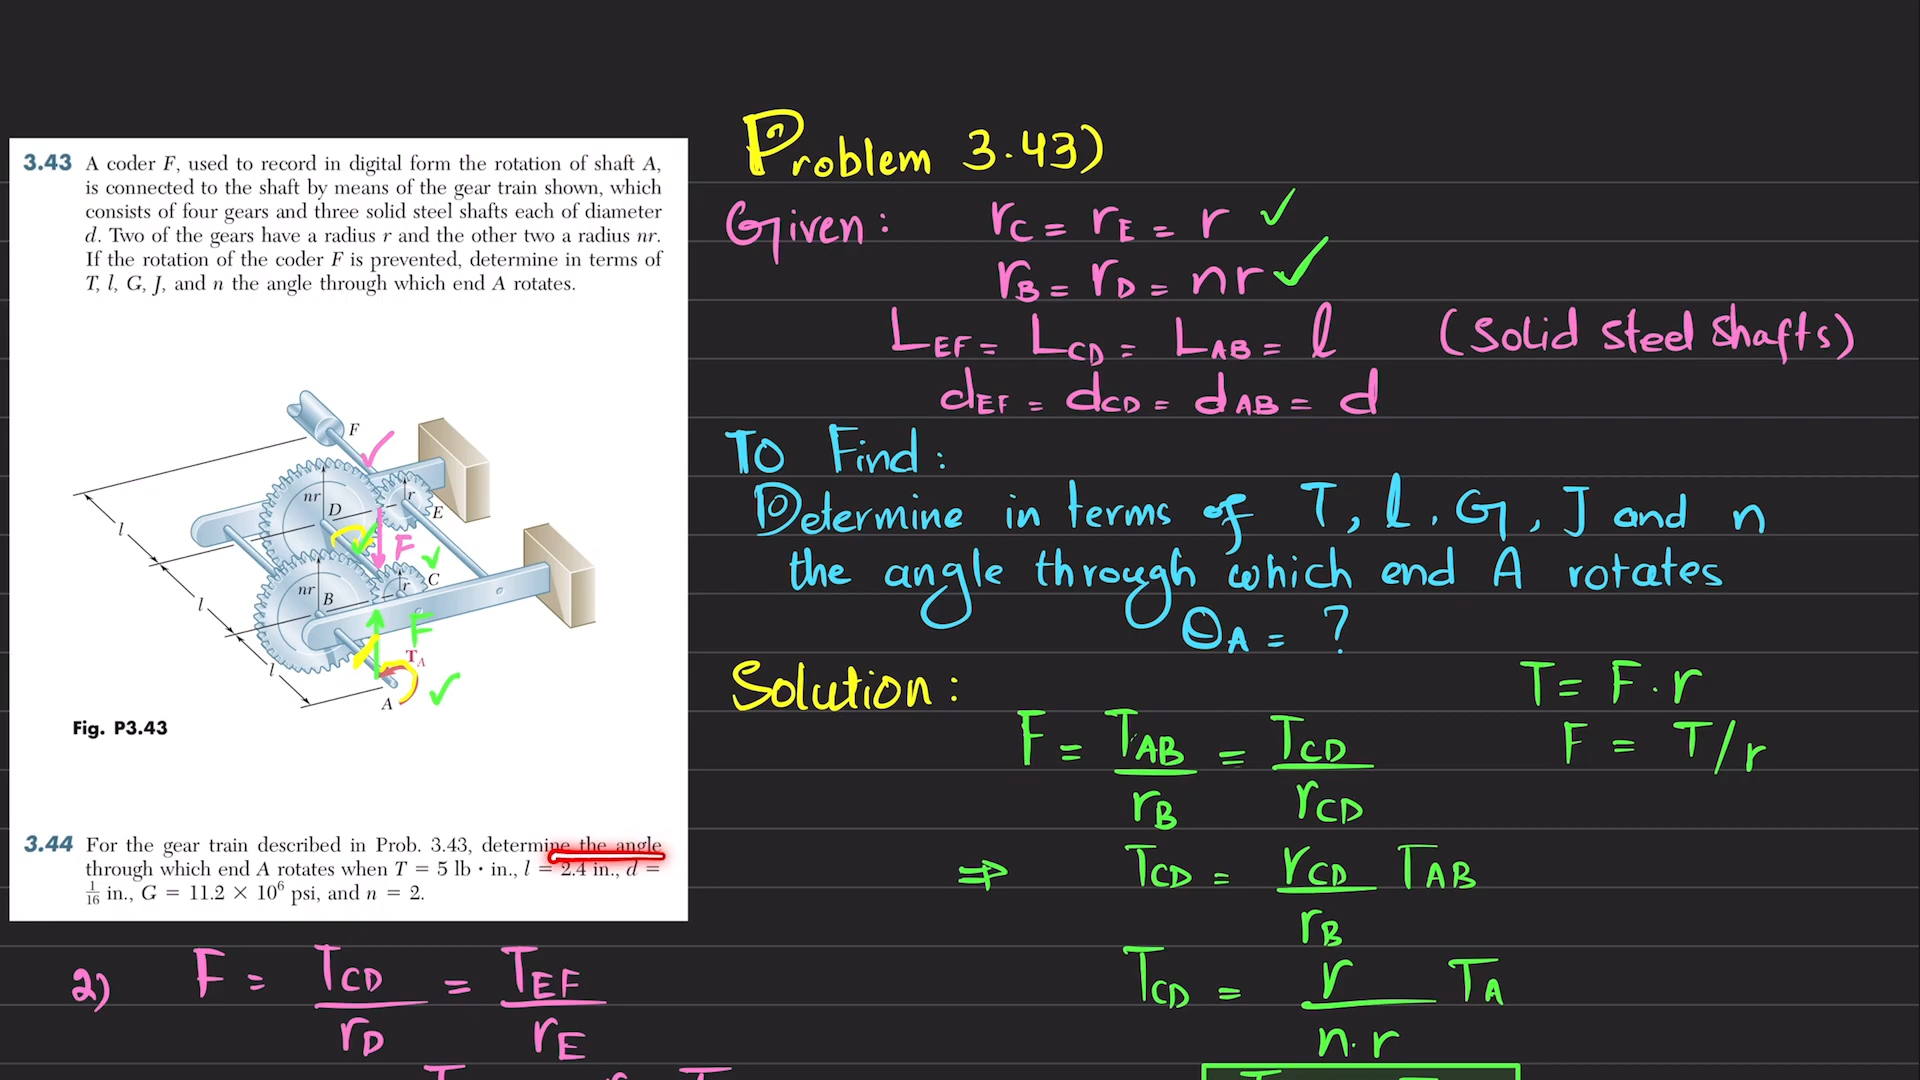 3.43 A coder F, used to record in digital form the rotation of shaft A,
is connected to the shaft by means of the gear train shown, which
consists of four gears and three solid steel shafts each of diameter
d. Two of the gears have a radius r and the other two a radius nr.
If the rotation of the coder F is prevented, determine in terms of
T, l, G, J, and n the angle through which end A rotates.
F
nr
r
D
E
l
F
C
nr
r
B
l
F
T_A
l
A
Fig. P3.43
3.44 For the gear train described in Prob. 3.43, determine the angle
through which end A rotates when T = 5 lb · in., l = 2.4 in., d =
1/16 in., G = 11.2 × 10⁶ psi, and n = 2.
2) F = T_CD/r_D = T_EF/r_E
Problem 3.43)
Given: r_C = r_E = r ✓
r_B = r_D = nr ✓
L_EF = L_CD = L_AB = l (Solid Steel Shafts)
d_EF = d_CD = d_AB = d
To Find:
Determine in terms of T, l, G, J and n
the angle through which end A rotates
θ_A = ?
Solution:
T = F.r
F = T_AB/r_B = T_CD/r_CD
F = T/r
⇒ T_CD = r_CD/r_B T_AB
T_CD = r/n.r T_A